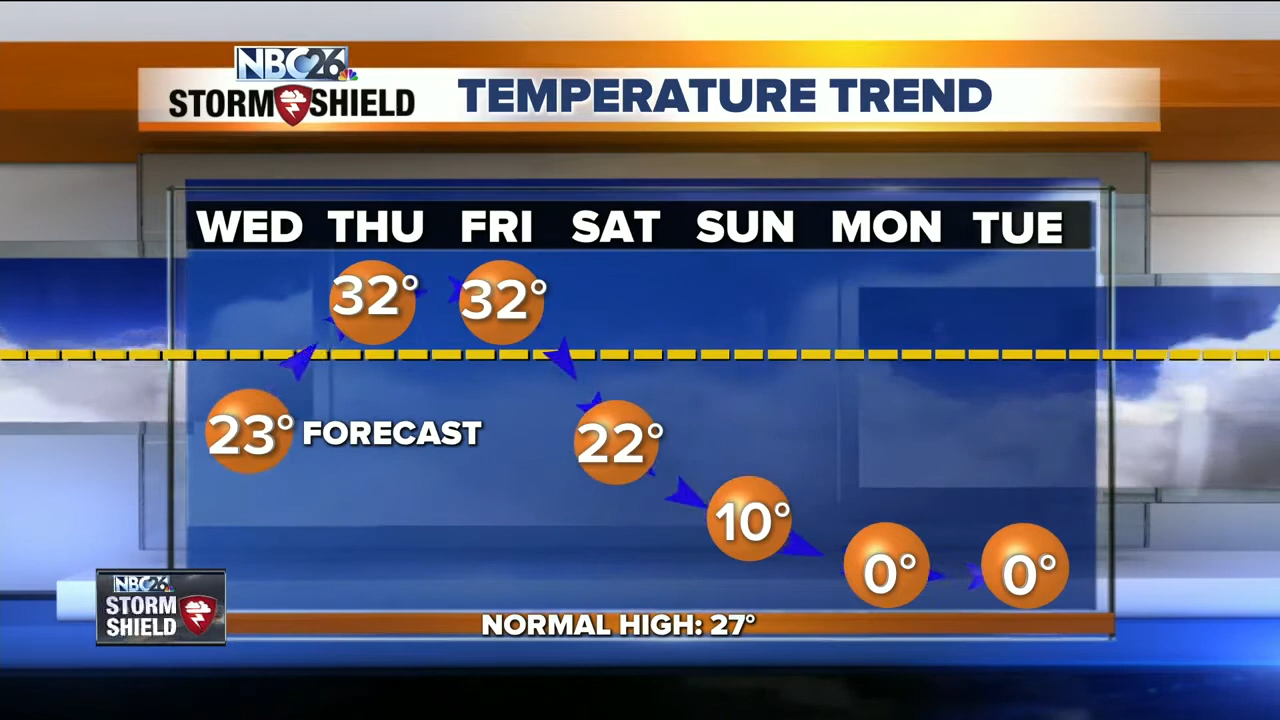 NBC26
STORM SHIELD
TEMPERATURE TREND
WED THU FRI SAT SUN MON TUE
32° 32°
23° FORECAST 22°
10°
0° 0°
NBC26
STORM
SHIELD
NORMAL HIGH: 27°